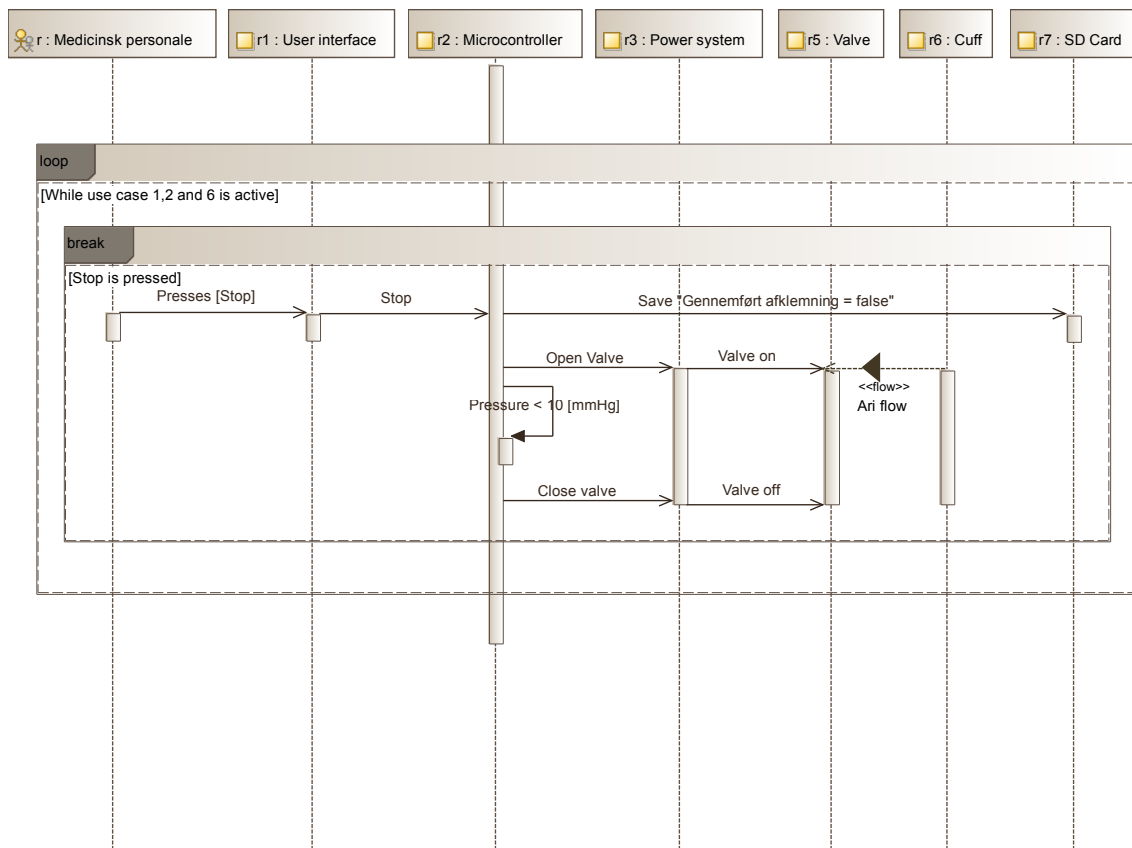 r : Medicinsk personale
r1 : User interface
r2 : Microcontroller
r3 : Power system
r5 : Valve
r6 : Cuff
r7 : SD Card
loop
[While use case 1,2 and 6 is active]
break
[Stop is pressed]
Presses [Stop]
Stop
Save "Gennemført afklemning = false"
Open Valve
Valve on
<<flow>>
Ari flow
Pressure < 10 [mmHg]
Close valve
Valve off